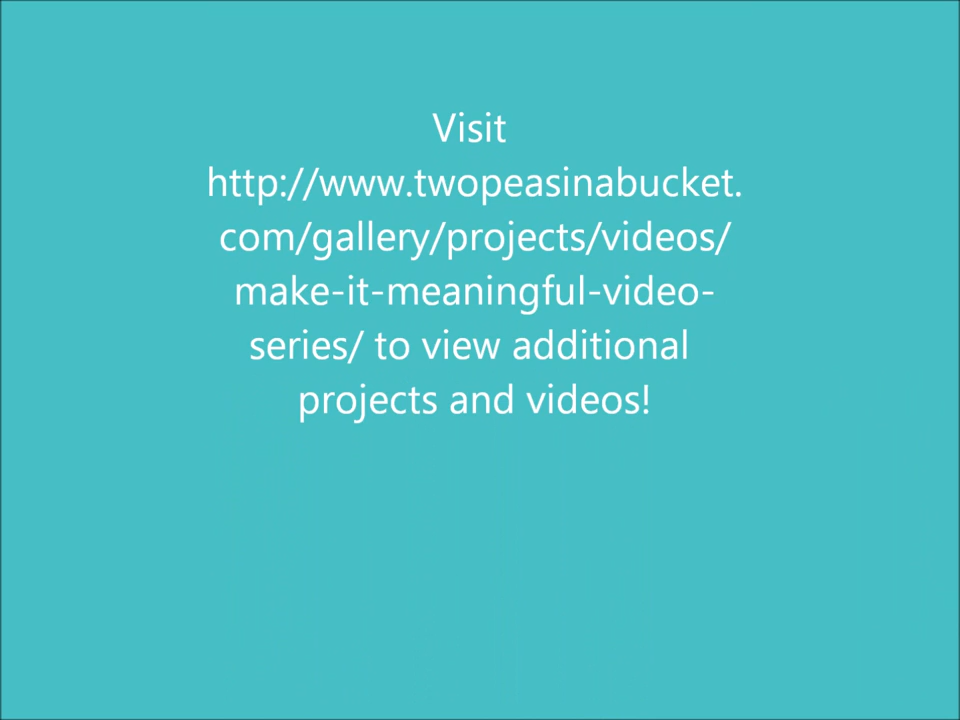 Visit
http://www.twopeasinabucket.
com/gallery/projects/videos/
make-it-meaningful-video-
series/ to view additional
projects and videos!